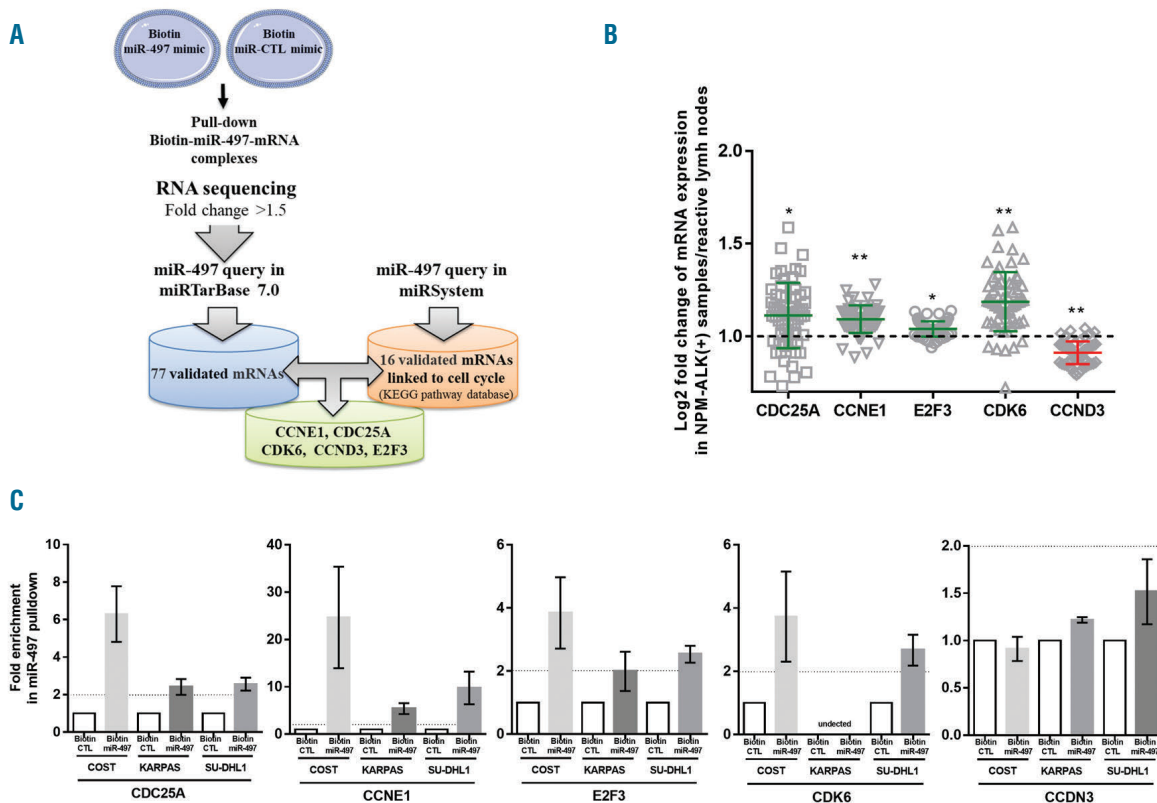 A
Biotin
miR-497 mimic
Biotin
miR-CTL mimic
Pull-down
Biotin-miR-497-mRNA
complexes
RNA sequencing
Fold change >1.5
miR-497 query in
miRTarBase 7.0
miR-497 query in
miRSystem
77 validated mRNAs
16 validated mRNAs
linked to cell cycle
(KEGG pathway database)
CCNE1, CDC25A
CDK6, CCND3, E2F3
B
Log2 fold change of mRNA expression
in NPM-ALK(+) samples/reactive lymh nodes
2.0
1.5
1.0
*
**
*
**
**
CDC25A
CCNE1
E2F3
CDK6
CCND3
C
Fold enrichment
in miR-497 pulldown
10
8
6
4
2
0
Biotin
CTL
Biotin
miR-497
Biotin
CTL
Biotin
miR-497
Biotin
CTL
Biotin
miR-497
COST
KARPAS
SU-DHL1
CDC25A
40
30
20
10
0
Biotin
CTL
Biotin
miR-497
Biotin
CTL
Biotin
miR-497
Biotin
CTL
Biotin
miR-497
COST
KARPAS
SU-DHL1
CCNE1
6
4
2
0
Biotin
CTL
Biotin
miR-497
Biotin
CTL
Biotin
miR-497
Biotin
CTL
Biotin
miR-497
COST
KARPAS
SU-DHL1
E2F3
6
4
2
0
undected
Biotin
CTL
Biotin
miR-497
Biotin
CTL
Biotin
miR-497
Biotin
CTL
Biotin
miR-497
COST
KARPAS
SU-DHL1
CDK6
2.0
1.5
1.0
0.5
0.0
Biotin
CTL
Biotin
miR-497
Biotin
CTL
Biotin
miR-497
Biotin
CTL
Biotin
miR-497
COST
KARPAS
SU-DHL1
CCDN3